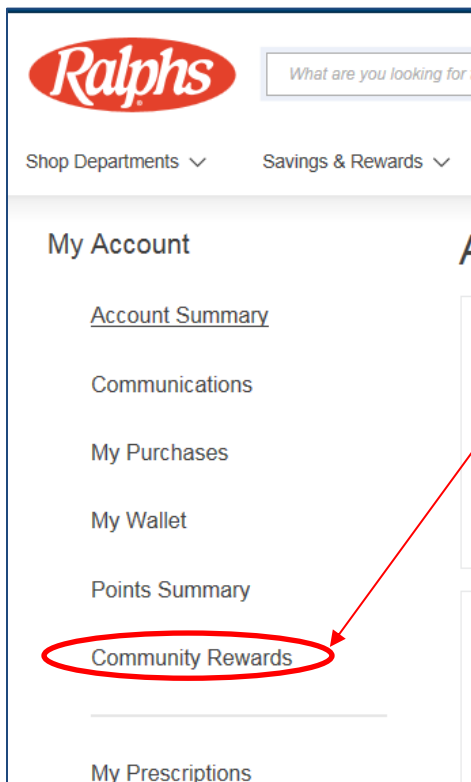 Ralphs
What are you looking for
Shop Departments
Savings & Rewards
My Account
Account Summary
Communications
My Purchases
My Wallet
Points Summary
Community Rewards
My Prescriptions